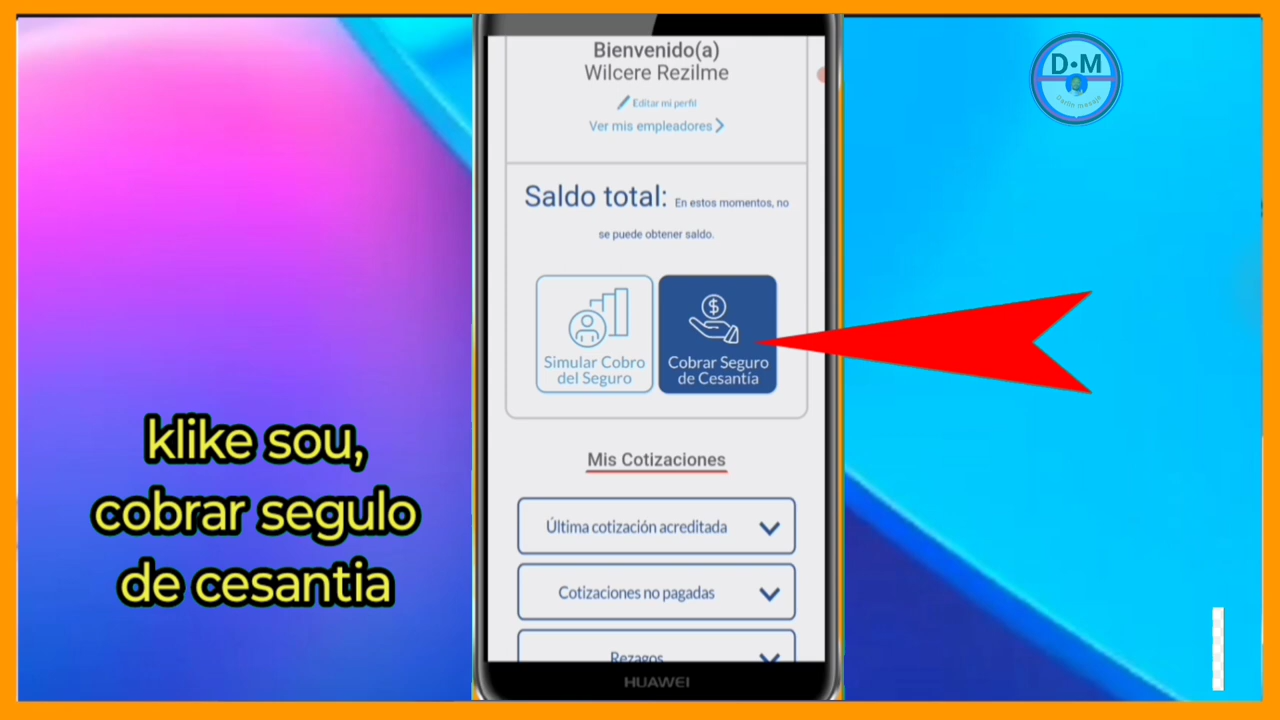 Bienvenido(a)
Wilcere Rezilme
Editar mi perfil
Ver mis empleadores
Saldo total: En estos momentos, no
se puede obtener saldo.
Simular Cobro
del Seguro
Cobrar Seguro
de Cesantía
Mis Cotizaciones
Última cotización acreditada
Cotizaciones no pagadas
Rezagos
HUAWEI
klike sou,
cobrar segulo
de cesantia
D•M